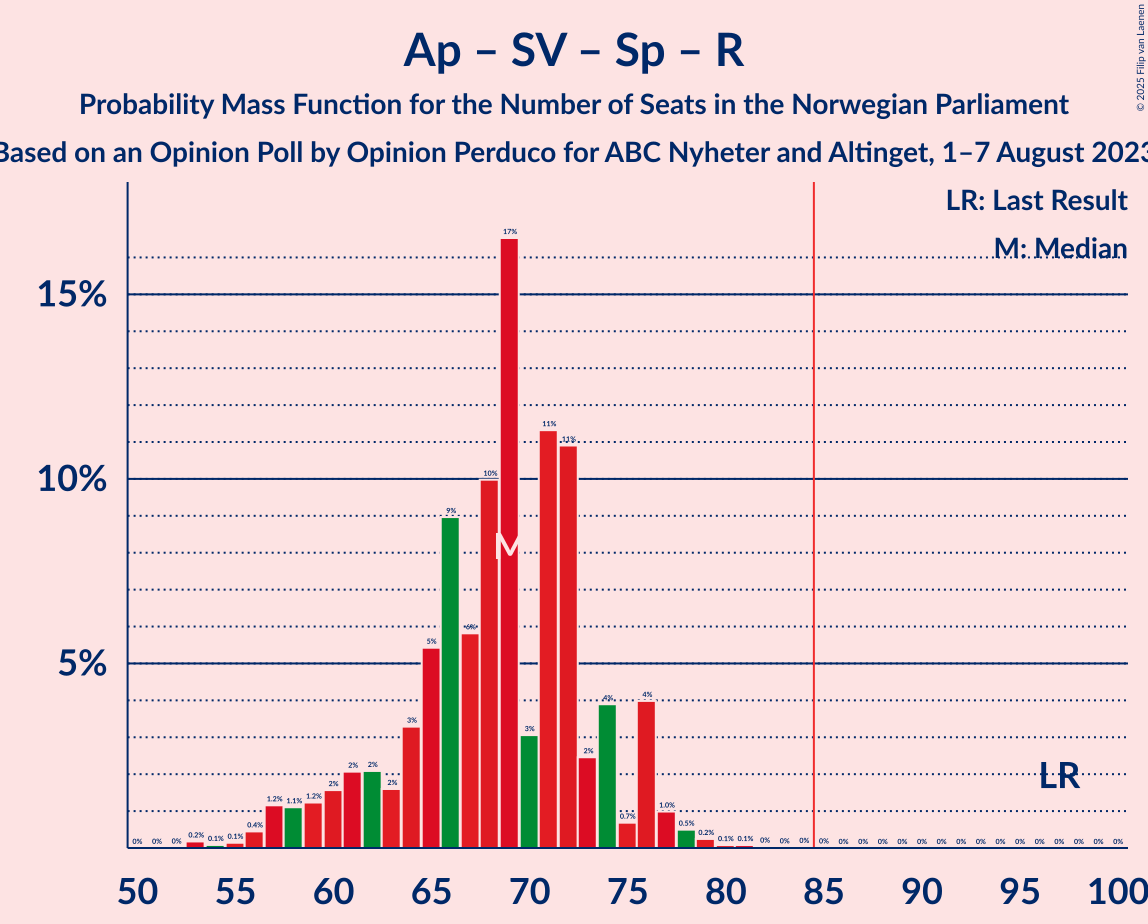 Ap – SV – Sp – R
Probability Mass Function for the Number of Seats in the Norwegian Parliament
Based on an Opinion Poll by Opinion Perduco for ABC Nyheter and Altinget, 1–7 August 2023
© 2025 Filip van Laenen
LR: Last Result
M: Median
15%
10%
5%
0% 0% 0% 0.2% 0.1% 0.1% 0.4% 1.2% 1.1% 1.2% 2% 2% 2% 2% 3% 5% 9% 6% 10% 17% 3% 11% 11% 2% 4% 0.7% 4% 1.0% 0.5% 0.2% 0.1% 0.1% 0% 0% 0% 0% 0% 0% 0% 0% 0% 0% 0% 0% 0% 0% 0% 0% 0% 0% 0%
M
LR
50 55 60 65 70 75 80 85 90 95 100